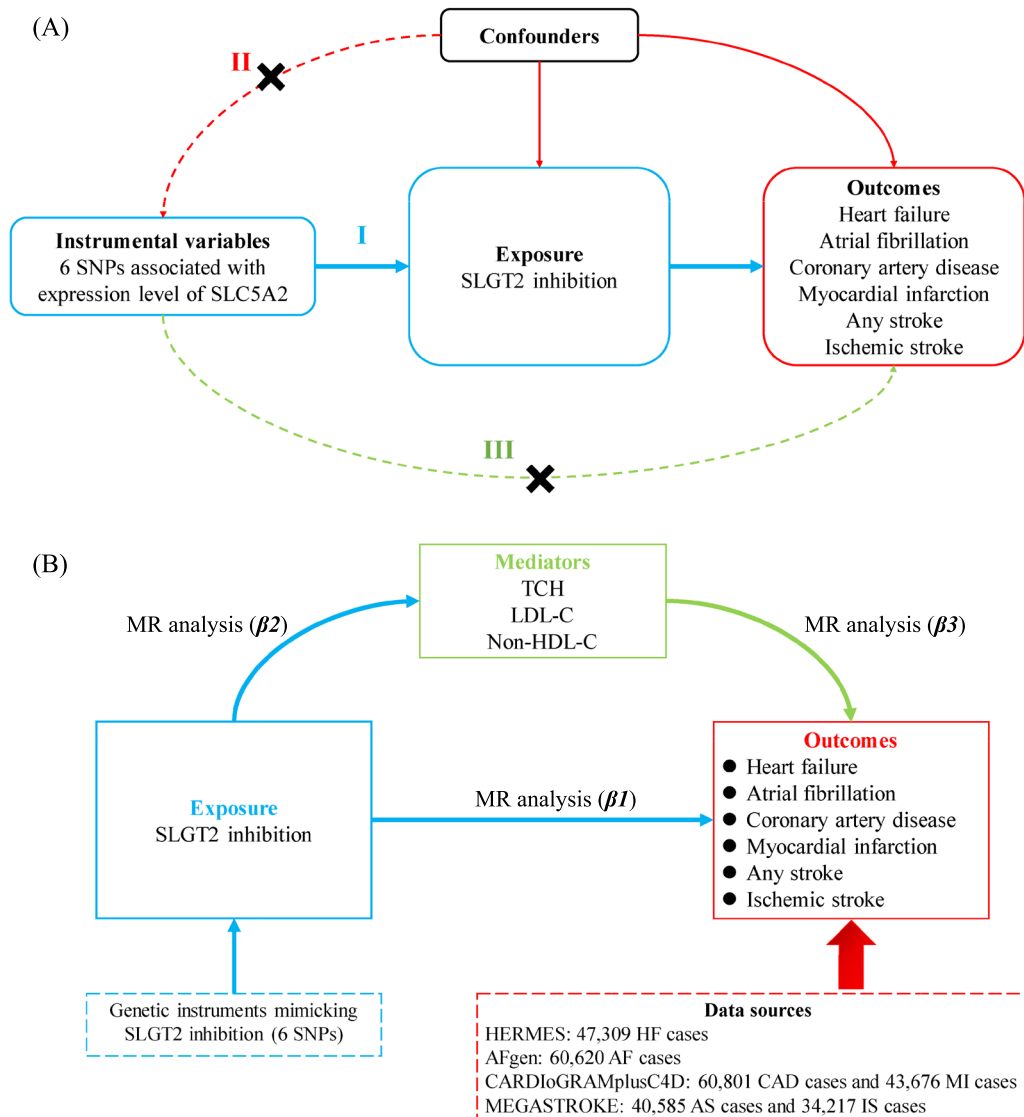 (A)
Confounders
II
Instrumental variables
6 SNPs associated with
expression level of SLC5A2
I
Exposure
SLGT2 inhibition
Outcomes
Heart failure
Atrial fibrillation
Coronary artery disease
Myocardial infarction
Any stroke
Ischemic stroke
III
(B)
Mediators
TCH
LDL-C
Non-HDL-C
MR analysis (β2)
MR analysis (β3)
Exposure
SLGT2 inhibition
MR analysis (β1)
Outcomes
● Heart failure
● Atrial fibrillation
● Coronary artery disease
● Myocardial infarction
● Any stroke
● Ischemic stroke
Genetic instruments mimicking
SLGT2 inhibition (6 SNPs)
Data sources
HERMES: 47,309 HF cases
AFgen: 60,620 AF cases
CARDIoGRAMplusC4D: 60,801 CAD cases and 43,676 MI cases
MEGASTROKE: 40,585 AS cases and 34,217 IS cases